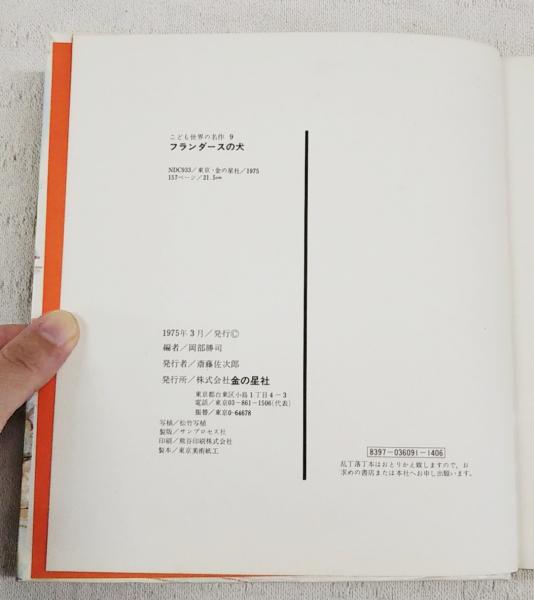 こども世界の名作 9
フランダースの犬
NDC933/東京・金の星社/1975
157ページ/21.5cm
1975年3月/発行©
編者/岡部勝司
発行者/斎藤佐次郎
発行所/株式会社金の星社
東京都台東区小島1丁目4−3
電話/東京03-861-1506(代表)
振替/東京0-64678
写植/松竹写植
製版/サンプロセス社
印刷/熊谷印刷株式会社
製本/東京美術紙工
8397-036091-1406
乱丁落丁本はおとりかえ致しますので、お
求めの書店または本社へお申し出願います。